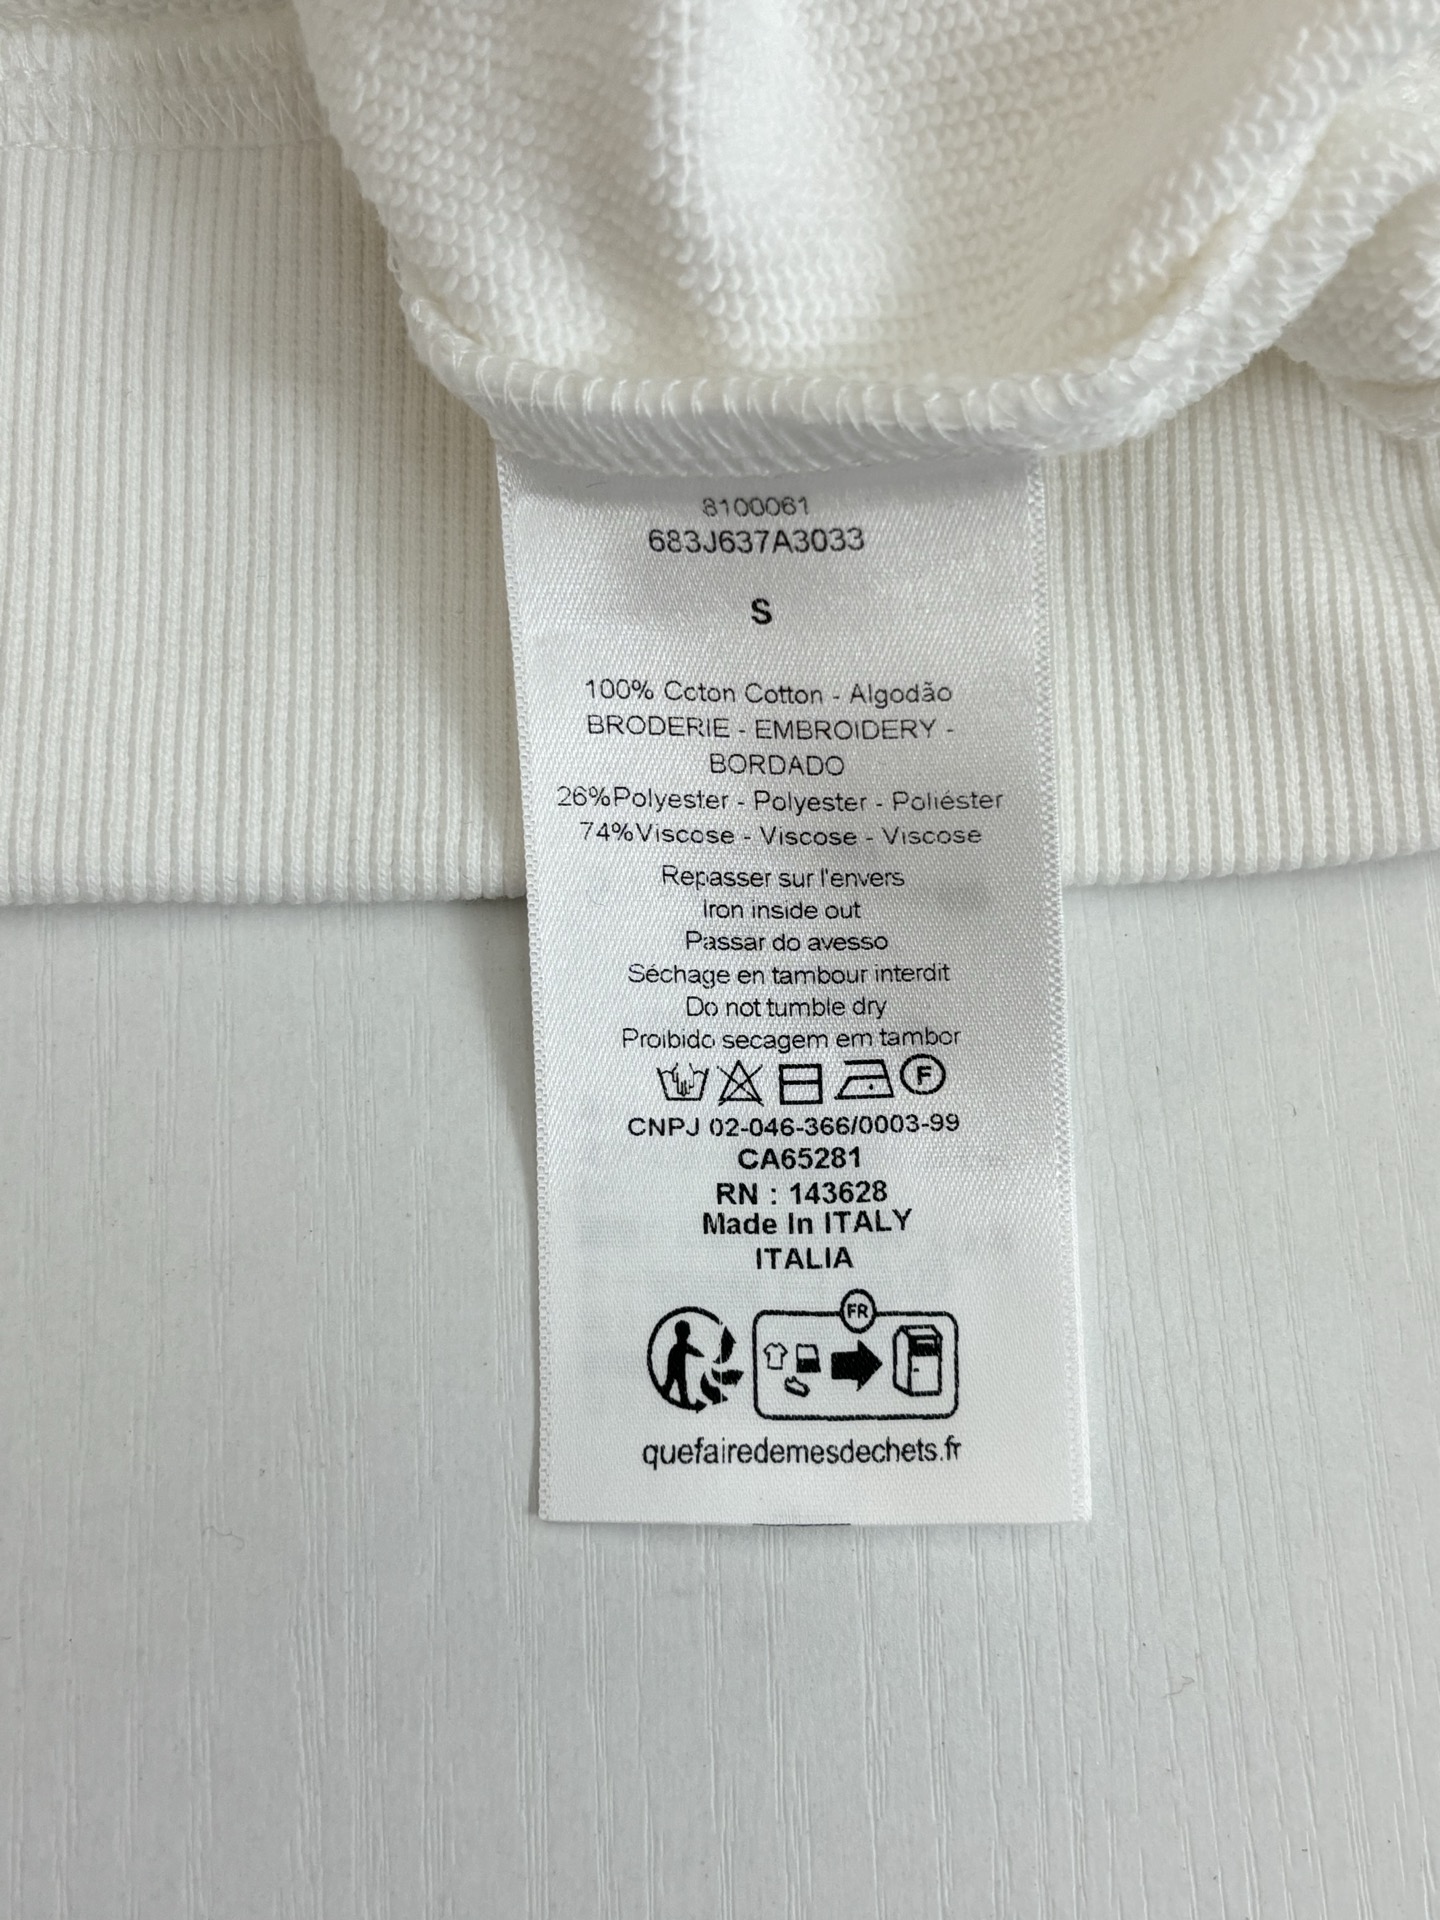 8100061
683J637A3033
S
100% Coton Cotton - Algodão
BRODERIE - EMBROIDERY -
BORDADO
26%Polyester - Polyester - Poliéster
74%Viscose - Viscose - Viscose
Repasser sur l'envers
Iron inside out
Passar do avesso
Séchage en tambour interdit
Do not tumble dry
Proibido secagem em tambor
F
CNPJ 02-046-366/0003-99
CA65281
RN : 143628
Made In ITALY
ITALIA
FR
quefairedemesdechets.fr